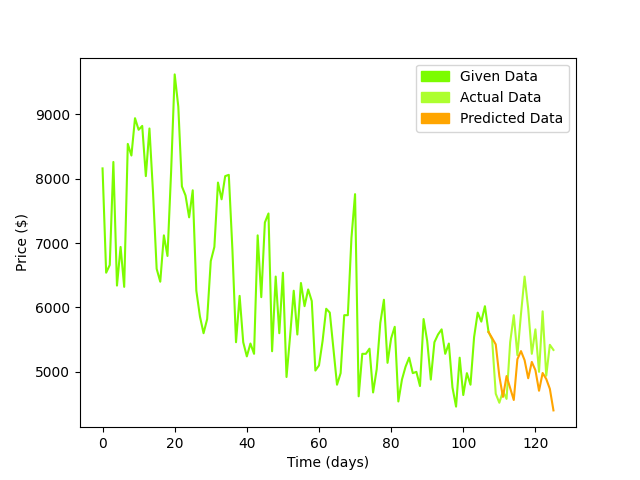 Given Data
Actual Data
Predicted Data
Price ($)
9000
8000
7000
6000
5000
0 20 40 60 80 100 120
Time (days)